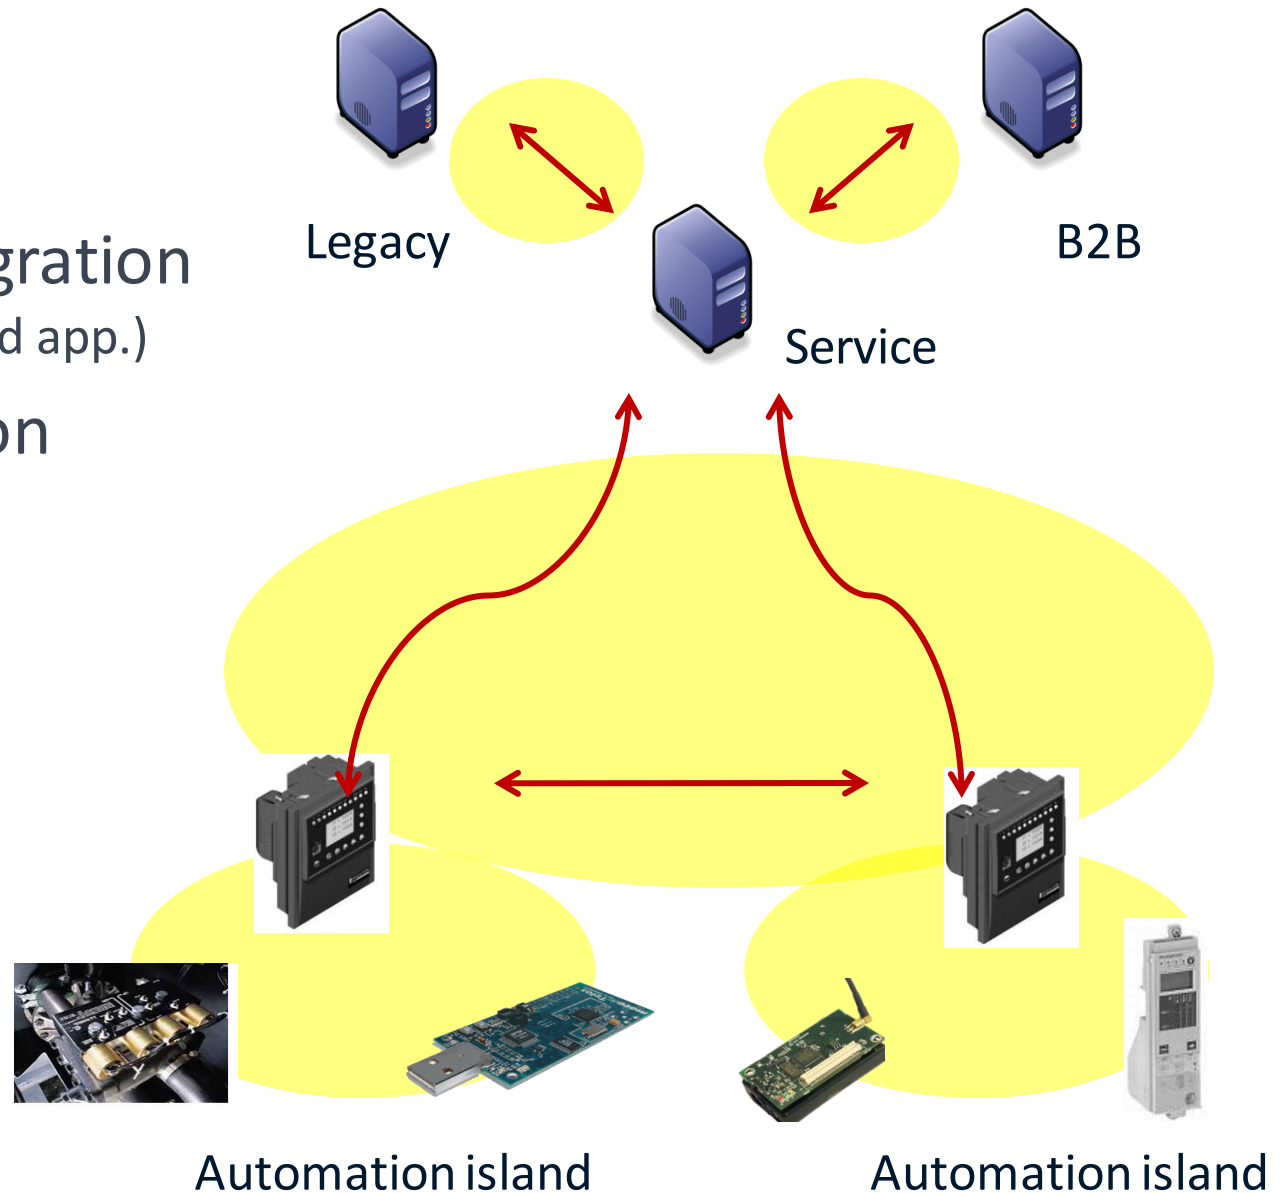 Legacy
B2B
gration
d app.)
Service
on
Automation island
Automation island